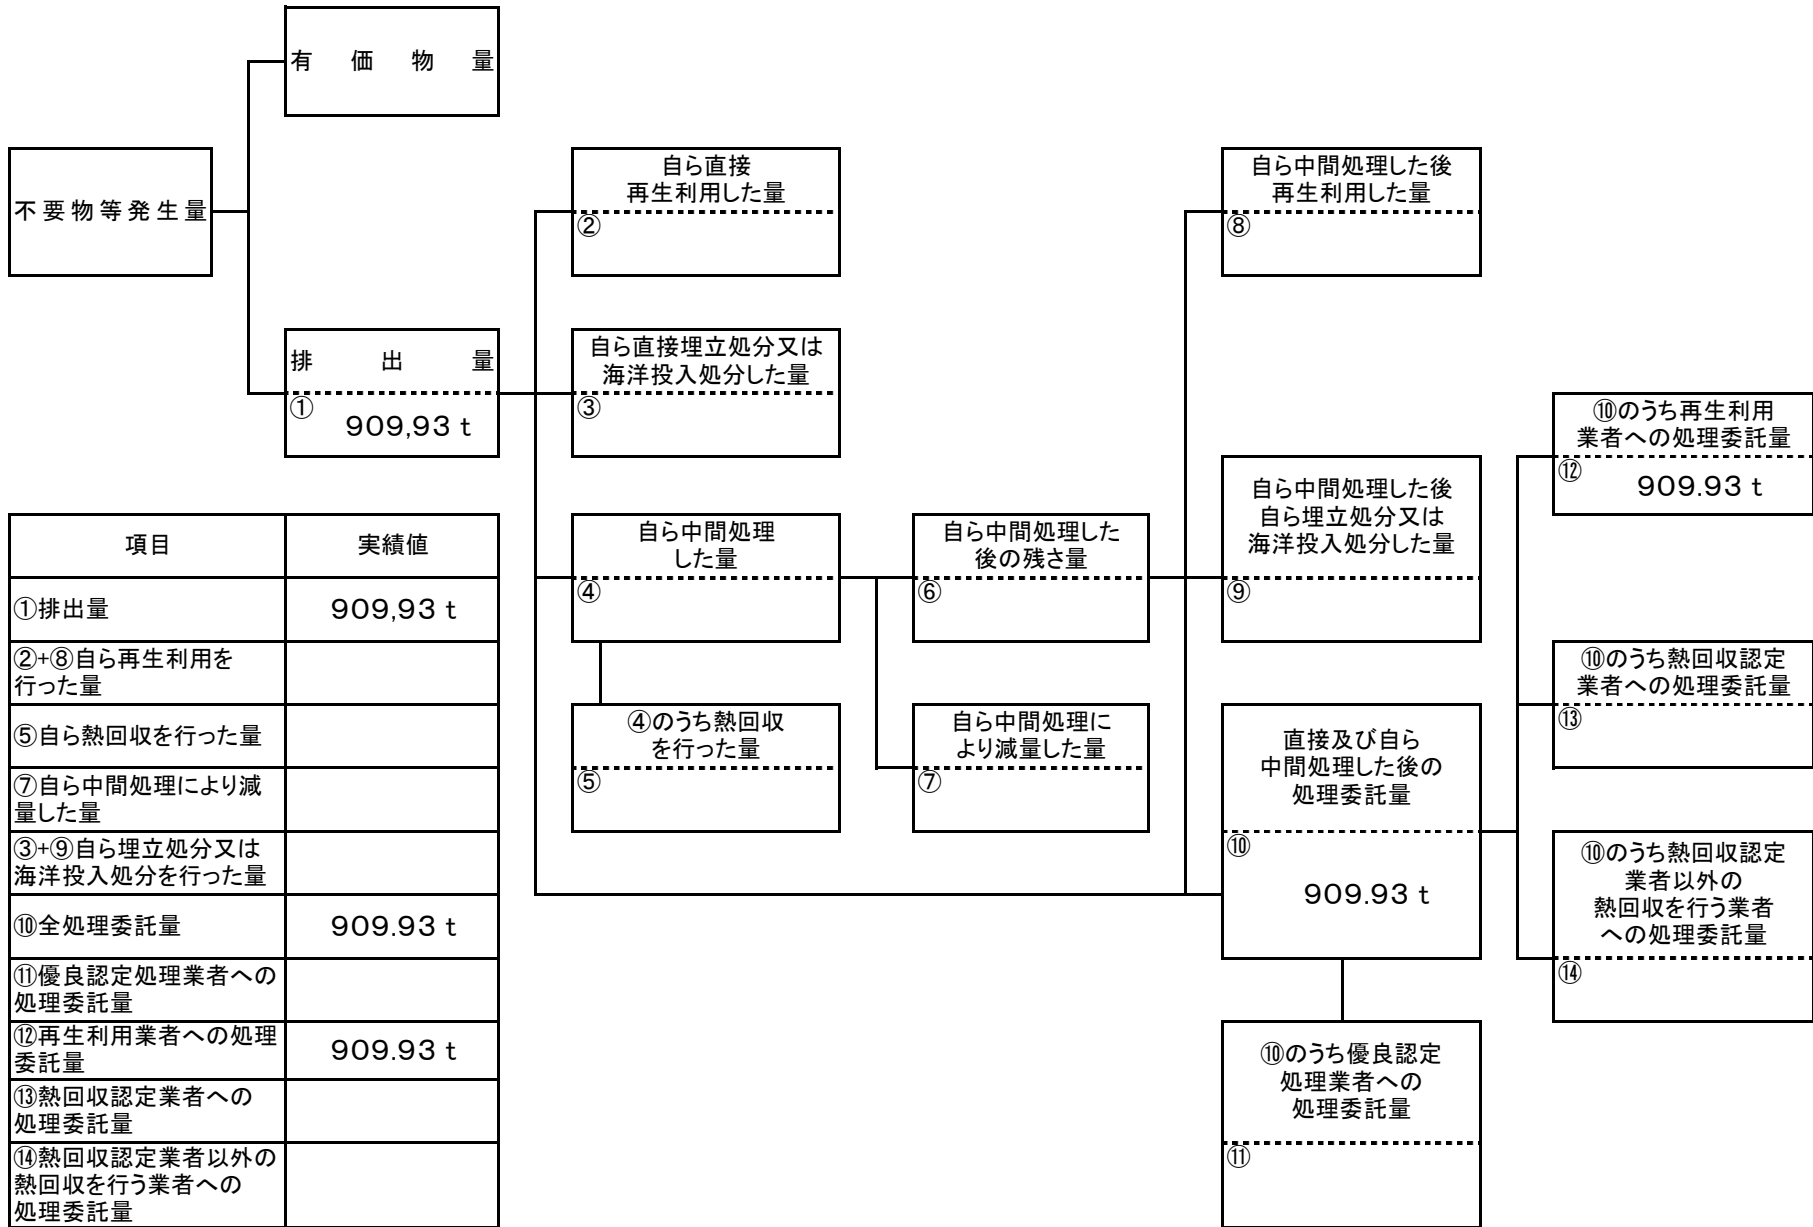 有価物量
不要物等発生量
排出量
①
909,93 t
自ら直接
再生利用した量
②
自ら直接埋立処分又は
海洋投入処分した量
③
自ら中間処理
した量
④
④のうち熱回収
を行った量
⑤
自ら中間処理した
後の残さ量
⑥
自ら中間処理に
より減量した量
⑦
自ら中間処理した後
再生利用した量
⑧
自ら中間処理した後
自ら埋立処分又は
海洋投入処分した量
⑨
直接及び自ら
中間処理した後の
処理委託量
⑩
909.93 t
⑩のうち優良認定
処理業者への
処理委託量
⑪
⑩のうち再生利用
業者への処理委託量
⑫
909.93 t
⑩のうち熱回収認定
業者への処理委託量
⑬
⑩のうち熱回収認定
業者以外の
熱回収を行う業者
への処理委託量
⑭
項目 実績値
①排出量 909,93 t
②+⑧自ら再生利用を
行った量
⑤自ら熱回収を行った量
⑦自ら中間処理により減
量した量
③+⑨自ら埋立処分又は
海洋投入処分を行った量
⑩全処理委託量 909.93 t
⑪優良認定処理業者への
処理委託量
⑫再生利用業者への処理
委託量 909.93 t
⑬熱回収認定業者への
処理委託量
⑭熱回収認定業者以外の
熱回収を行う業者への
処理委託量